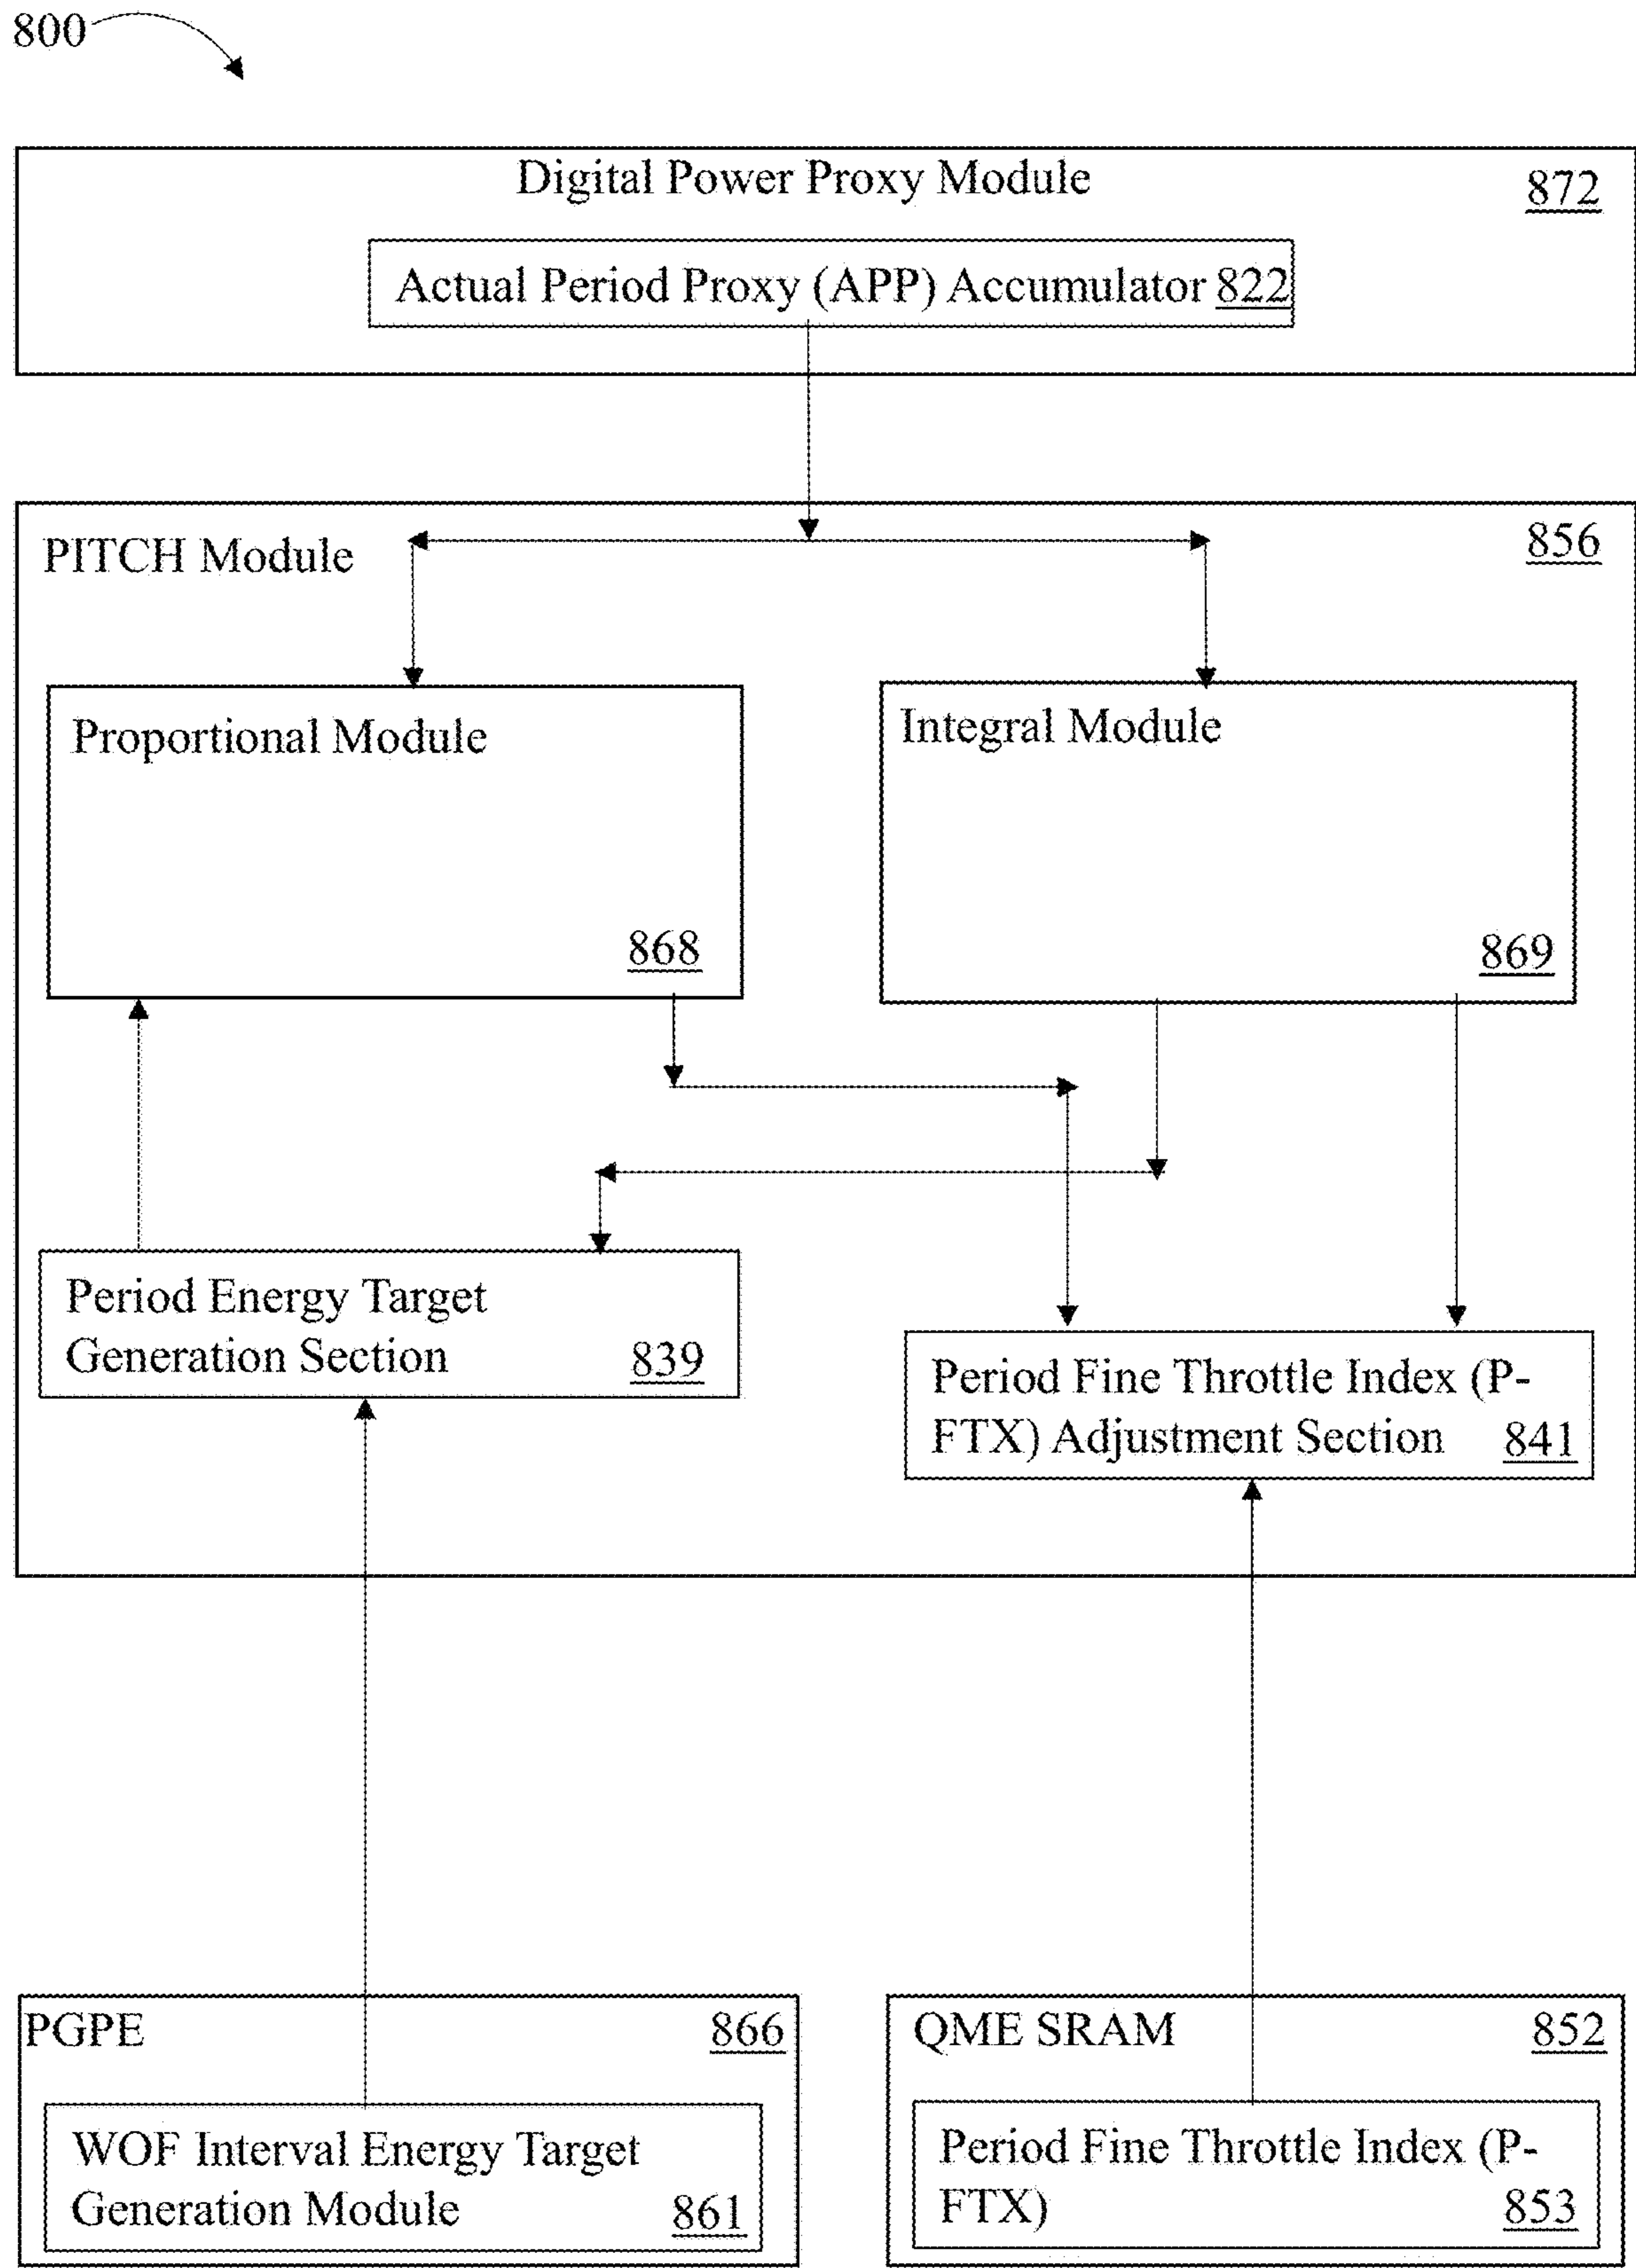 800
Digital Power Proxy Module
872
Actual Period Proxy (APP) Accumulator 822
PITCH Module
856
Proportional Module
868
Integral Module
869
Period Energy Target
Generation Section
839
Period Fine Throttle Index (P-
FTX) Adjustment Section
841
PGPE
866
WOF Interval Energy Target
Generation Module
861
QME SRAM
852
Period Fine Throttle Index (P-
FTX)
853